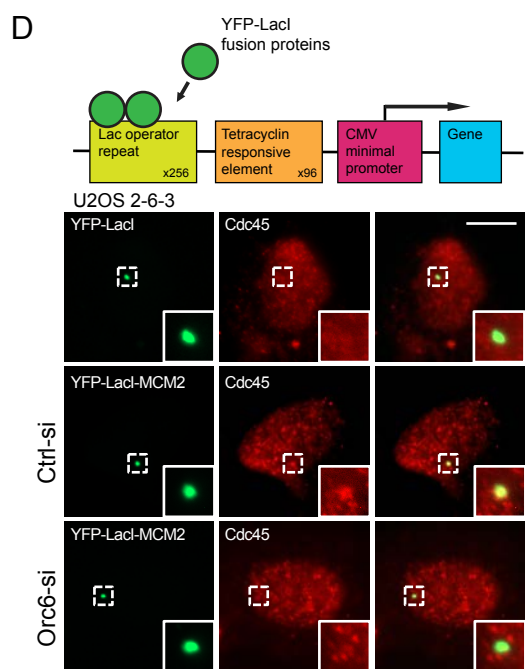 D
YFP-LacI
fusion proteins
Lac operator
repeat
x256
Tetracyclin
responsive
element
x96
CMV
minimal
promoter
Gene
U2OS 2-6-3
YFP-LacI
Cdc45
Ctrl-si
YFP-LacI-MCM2
Cdc45
Orc6-si
YFP-LacI-MCM2
Cdc45